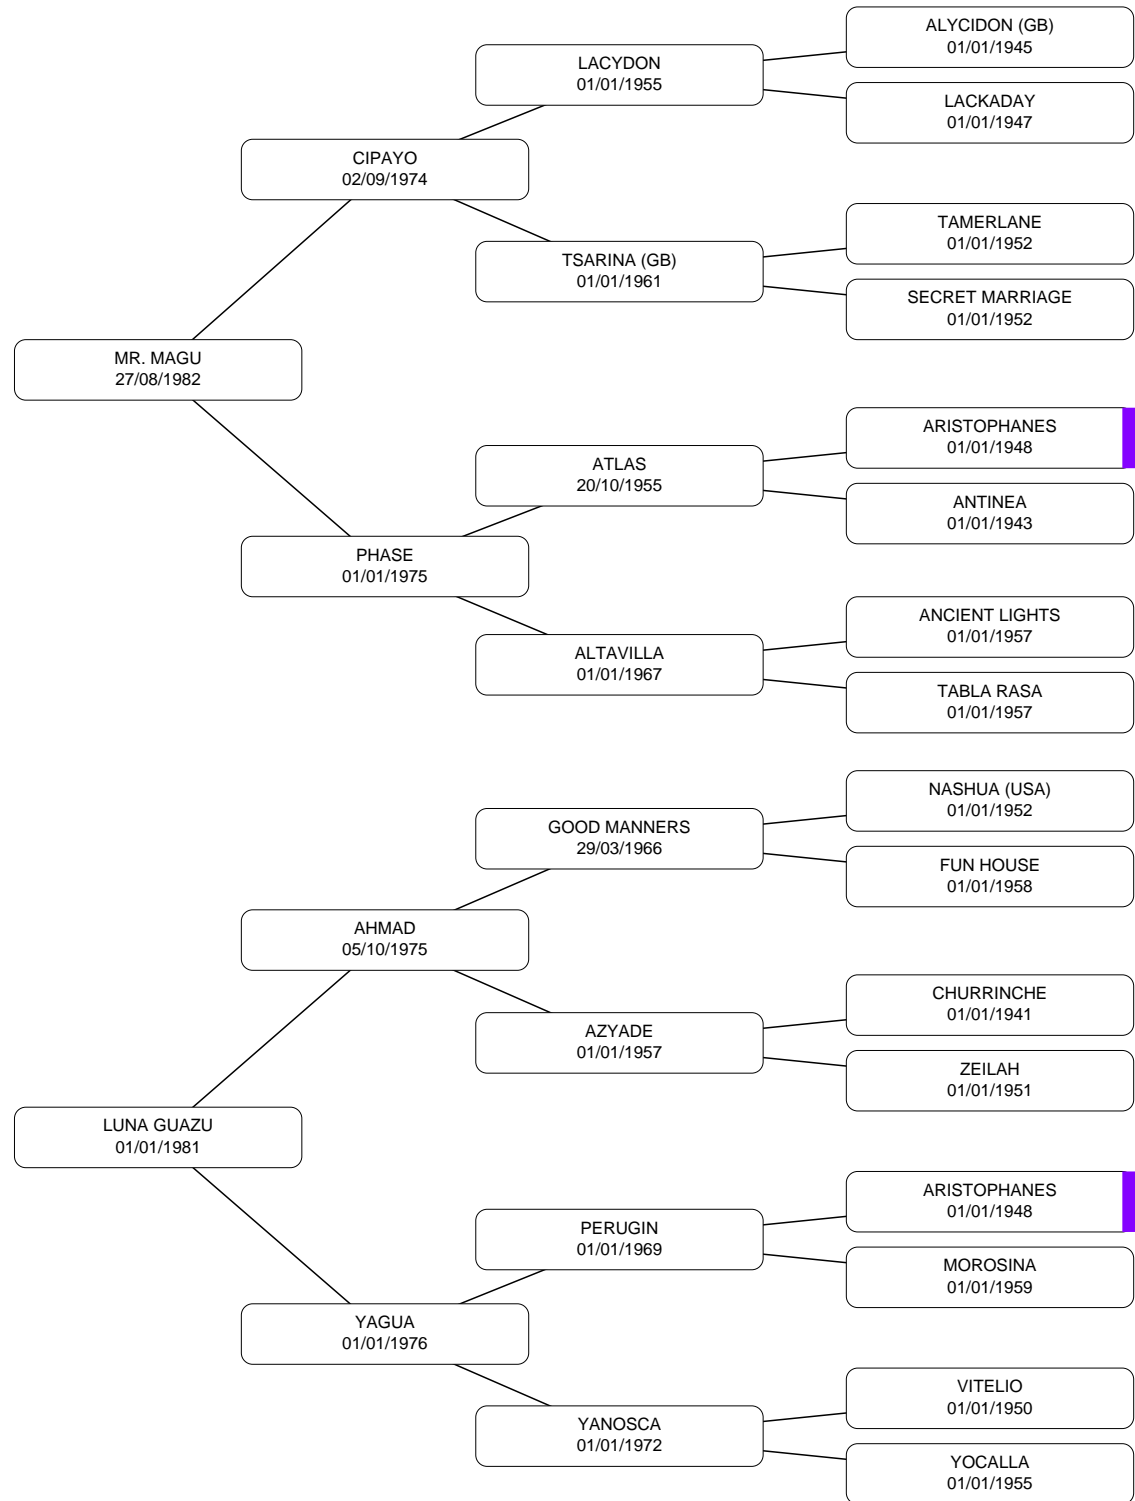 ALYCIDON (GB)
01/01/1945
LACYDON
01/01/1955
LACKADAY
01/01/1947
CIPAYO
02/09/1974
TAMERLANE
01/01/1952
TSARINA (GB)
01/01/1961
SECRET MARRIAGE
01/01/1952
MR. MAGU
27/08/1982
ARISTOPHANES
01/01/1948
ATLAS
20/10/1955
ANTINEA
01/01/1943
PHASE
01/01/1975
ANCIENT LIGHTS
01/01/1957
ALTAVILLA
01/01/1967
TABLA RASA
01/01/1957
NASHUA (USA)
01/01/1952
GOOD MANNERS
29/03/1966
FUN HOUSE
01/01/1958
AHMAD
05/10/1975
CHURRINCHE
01/01/1941
AZYADE
01/01/1957
ZEILAH
01/01/1951
LUNA GUAZU
01/01/1981
ARISTOPHANES
01/01/1948
PERUGIN
01/01/1969
MOROSINA
01/01/1959
YAGUA
01/01/1976
VITELIO
01/01/1950
YANOSCA
01/01/1972
YOCALLA
01/01/1955